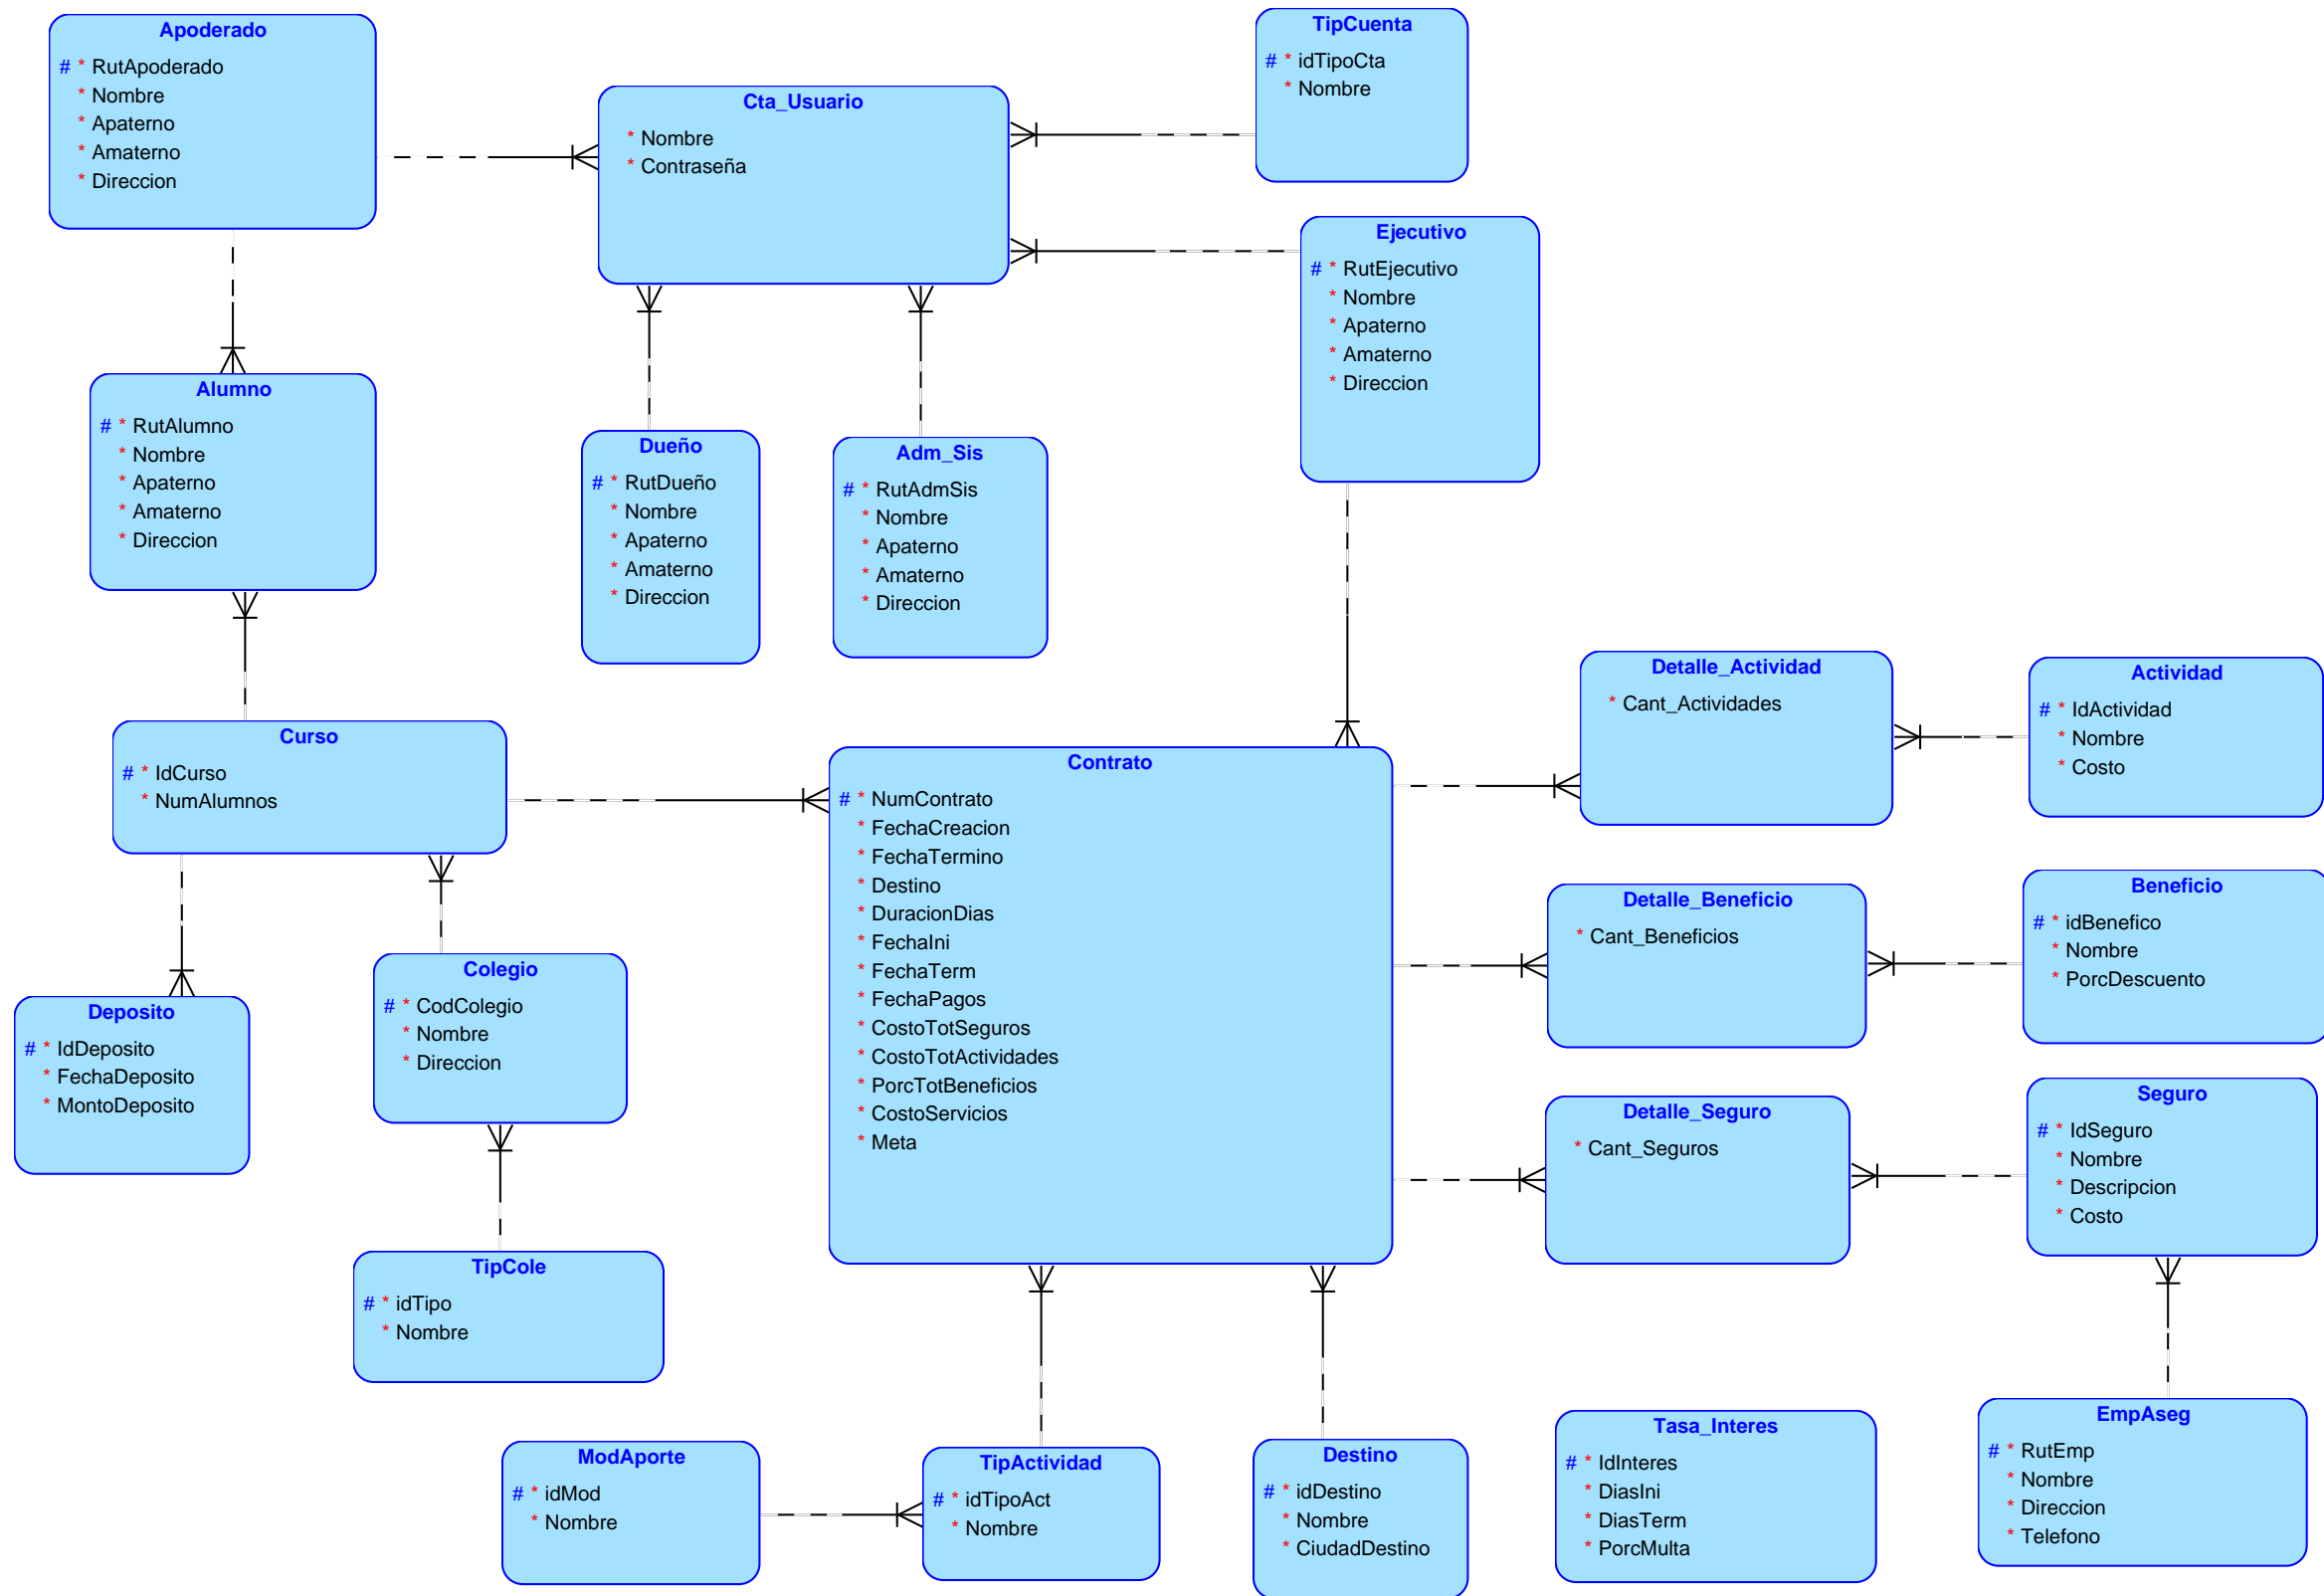 Apoderado
# * RutApoderado
* Nombre
* Apaterno
* Amaterno
* Direccion
Cta_Usuario
* Nombre
* Contraseña
TipCuenta
# * idTipoCta
* Nombre
Ejecutivo
# * RutEjecutivo
* Nombre
* Apaterno
* Amaterno
* Direccion
Alumno
# * RutAlumno
* Nombre
* Apaterno
* Amaterno
* Direccion
Dueño
# * RutDueño
* Nombre
* Apaterno
* Amaterno
* Direccion
Adm_Sis
# * RutAdmSis
* Nombre
* Apaterno
* Amaterno
* Direccion
Detalle_Actividad
* Cant_Actividades
Actividad
# * IdActividad
* Nombre
* Costo
Curso
# * IdCurso
* NumAlumnos
Contrato
# * NumContrato
* FechaCreacion
* FechaTermino
* Destino
* DuracionDias
* FechaIni
* FechaTerm
* FechaPagos
* CostoTotSeguros
* CostoTotActividades
* PorcTotBeneficios
* CostoServicios
* Meta
Detalle_Beneficio
* Cant_Beneficios
Beneficio
# * idBenefico
* Nombre
* PorcDescuento
Deposito
# * IdDeposito
* FechaDeposito
* MontoDeposito
Colegio
# * CodColegio
* Nombre
* Direccion
Detalle_Seguro
* Cant_Seguros
Seguro
# * IdSeguro
* Nombre
* Descripcion
* Costo
TipCole
# * idTipo
* Nombre
ModAporte
# * idMod
* Nombre
TipActividad
# * idTipoAct
* Nombre
Destino
# * idDestino
* Nombre
* CiudadDestino
Tasa_Interes
# * IdInteres
* DiasIni
* DiasTerm
* PorcMulta
EmpAseg
# * RutEmp
* Nombre
* Direccion
* Telefono